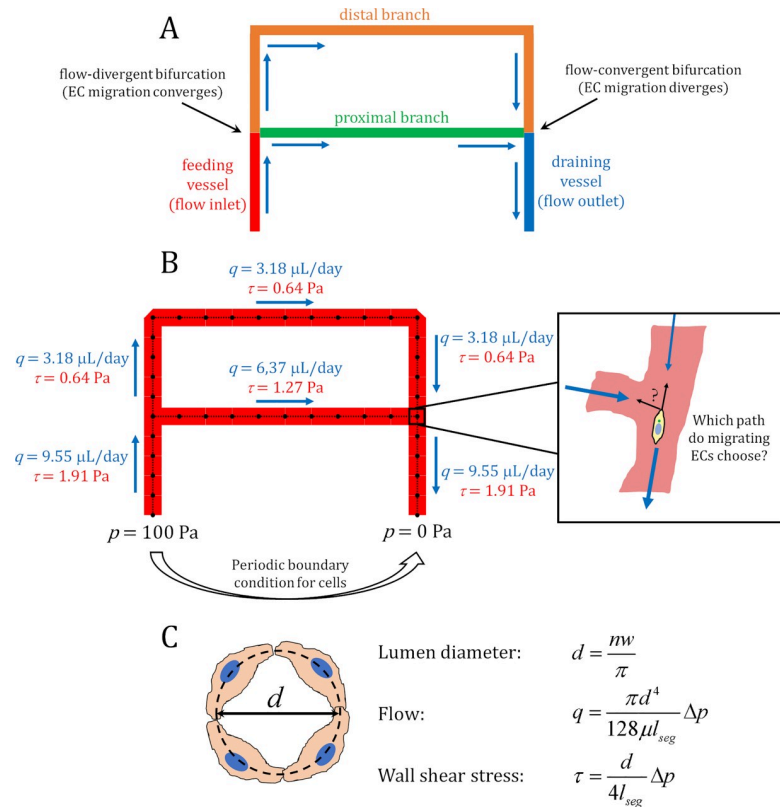 A
distal branch
flow-divergent bifurcation
(EC migration converges)
flow-convergent bifurcation
(EC migration diverges)
proximal branch
feeding
vessel
(flow inlet)
draining
vessel
(flow outlet)
B
q = 3.18 μL/day
τ = 0.64 Pa
q = 3.18 μL/day
τ = 0.64 Pa
q = 6,37 μL/day
τ = 1.27 Pa
q = 3.18 μL/day
τ = 0.64 Pa
q = 9.55 μL/day
τ = 1.91 Pa
q = 9.55 μL/day
τ = 1.91 Pa
?
Which path
do migrating
ECs choose?
p = 100 Pa
p = 0 Pa
Periodic boundary
condition for cells
C
d
Lumen diameter: d = nw/π
Flow: q = πd⁴/128μl_seg Δp
Wall shear stress: τ = d/4l_seg Δp